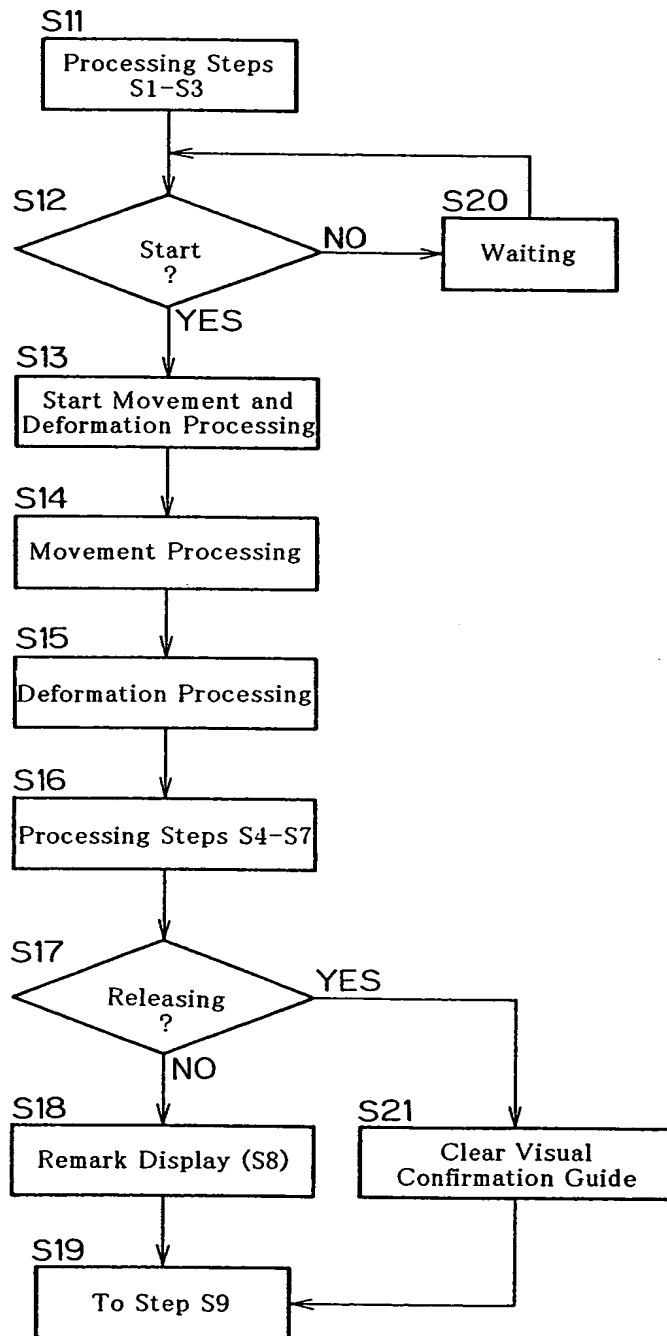 S11
Processing Steps
S1-S3
S12
Start
?
NO
S20
Waiting
YES
S13
Start Movement and
Deformation Processing
S14
Movement Processing
S15
Deformation Processing
S16
Processing Steps S4-S7
S17
Releasing
?
YES
NO
S18
Remark Display (S8)
S21
Clear Visual
Confirmation Guide
S19
To Step S9